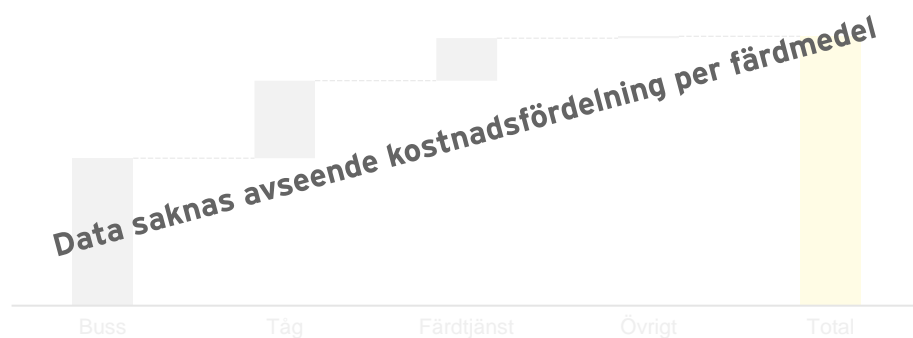 Data saknas avseende kostnadsfördelning per färdmedel
Buss Tåg Färdtjänst Övrigt Total